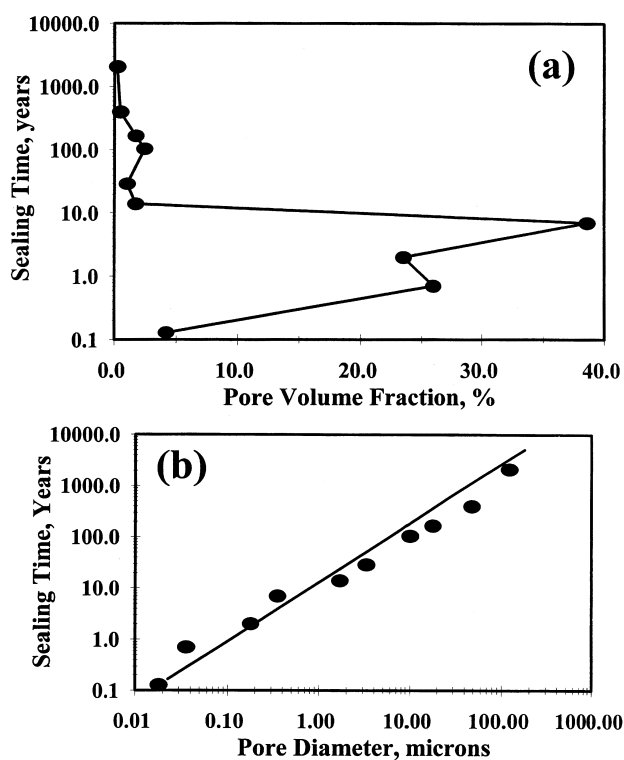 10000.0
(a)
1000.0
100.0
10.0
1.0
0.1
Sealing Time, years
0.0 10.0 20.0 30.0 40.0
Pore Volume Fraction, %
10000.0
(b)
1000.0
100.0
10.0
1.0
0.1
Sealing Time, Years
0.01 0.10 1.00 10.00 100.00 1000.00
Pore Diameter, microns